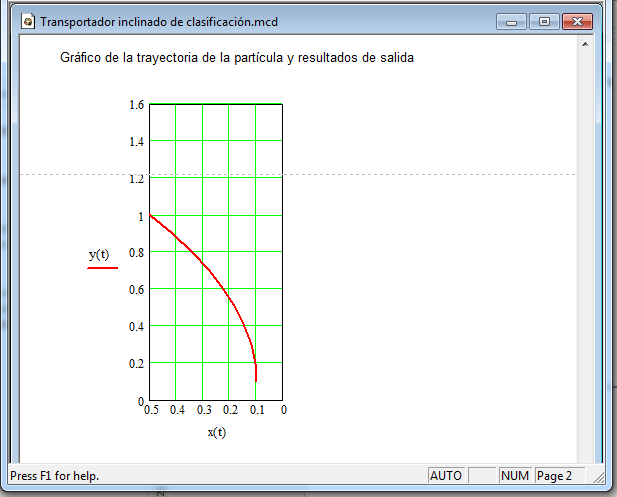 Transportador inclinado de clasificación.mcd
Gráfico de la trayectoria de la partícula y resultados de salida
1.6
1.4
1.2
1
0.8
y(t)
0.6
0.4
0.2
0
0.5 0.4 0.3 0.2 0.1 0
x(t)
Press F1 for help. AUTO NUM Page 2